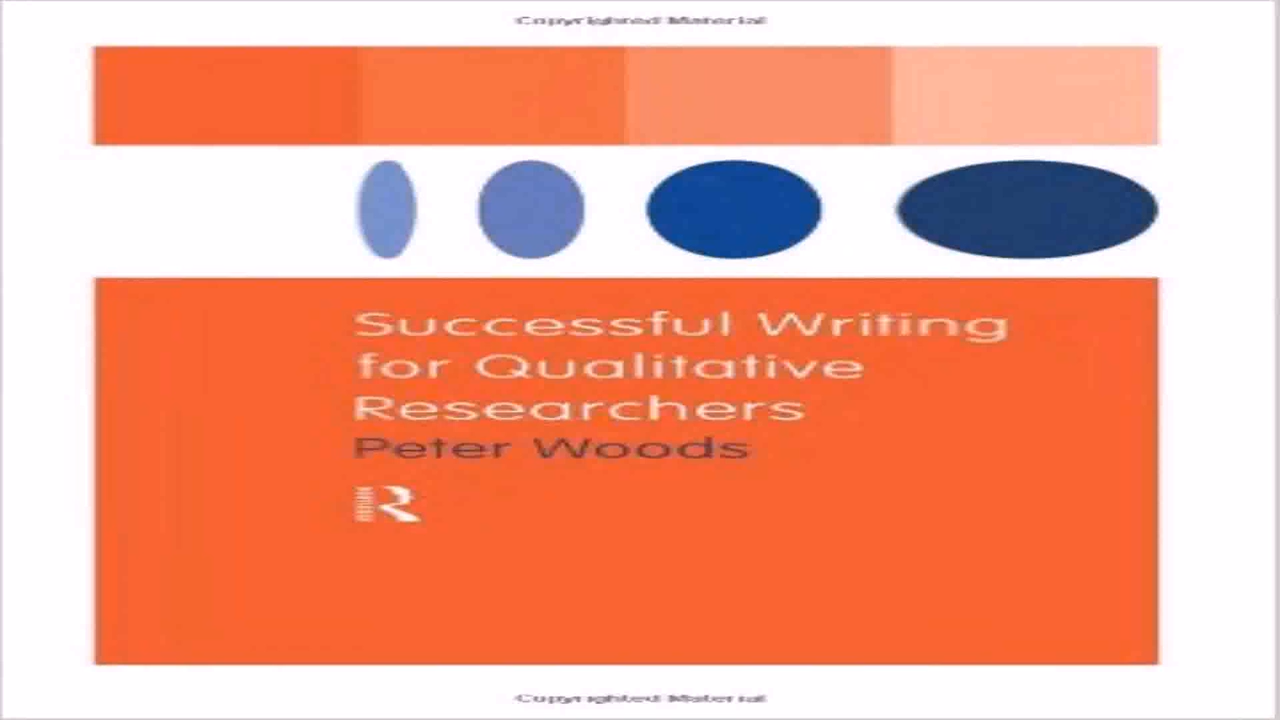 Copyrighted Material
Successful Writing
for Qualitative
Researchers
Peter Woods
R
Copyrighted Material